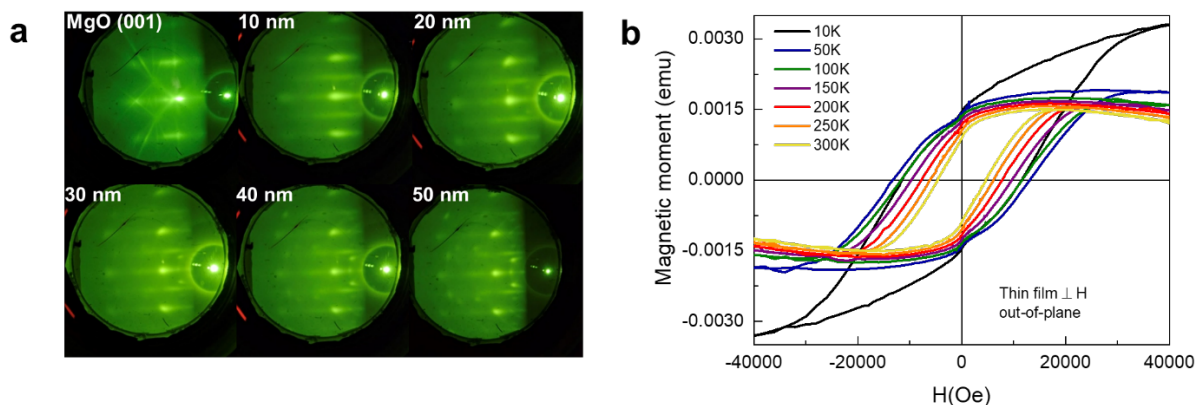 a
MgO (001)
10 nm
20 nm
30 nm
40 nm
50 nm
b
Magnetic moment (emu)
0.0030
0.0015
0.0000
-0.0015
-0.0030
10K
50K
100K
150K
200K
250K
300K
Thin film ⊥ H
out-of-plane
-40000
-20000
0
20000
40000
H(Oe)